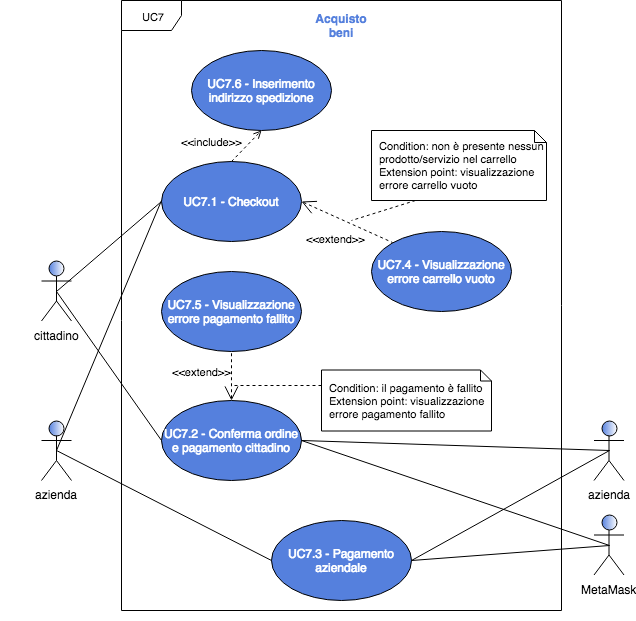 UC7
Acquisto
beni
UC7.6 - Inserimento
indirizzo spedizione
<<include>>
Condition: non è presente nessun
prodotto/servizio nel carrello
Extension point: visualizzazione
errore carrello vuoto
UC7.1 - Checkout
<<extend>>
UC7.4 - Visualizzazione
errore carrello vuoto
cittadino
UC7.5 - Visualizzazione
errore pagamento fallito
<<extend>>
Condition: il pagamento è fallito
Extension point: visualizzazione
errore pagamento fallito
UC7.2 - Conferma ordine
e pagamento cittadino
azienda
azienda
UC7.3 - Pagamento
aziendale
MetaMask